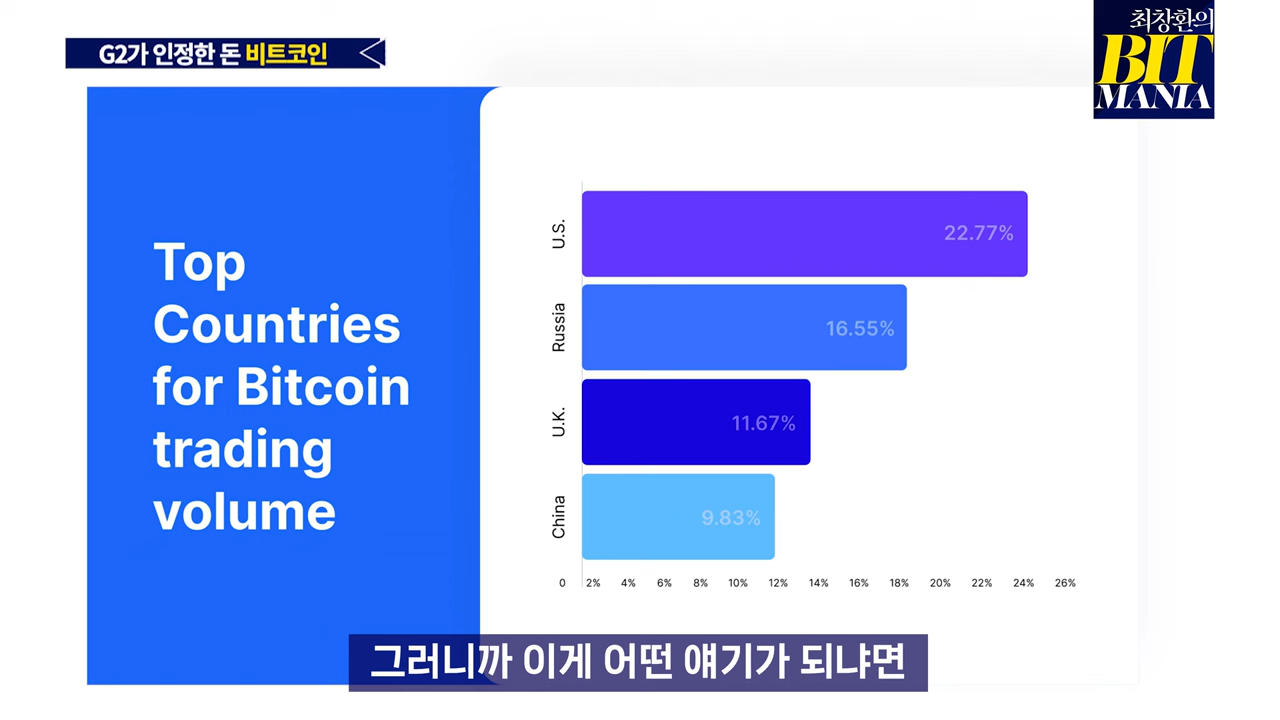 G2가 인정한 돈 비트코인
최창환의
BIT
MANIA
Top
Countries
for Bitcoin
trading
volume
U.S.
22.77%
Russia
16.55%
U.K.
11.67%
China
9.83%
0 2% 4% 6% 8% 10% 12% 14% 16% 18% 20% 22% 24% 26%
그러니까 이게 어떤 얘기가 되냐면